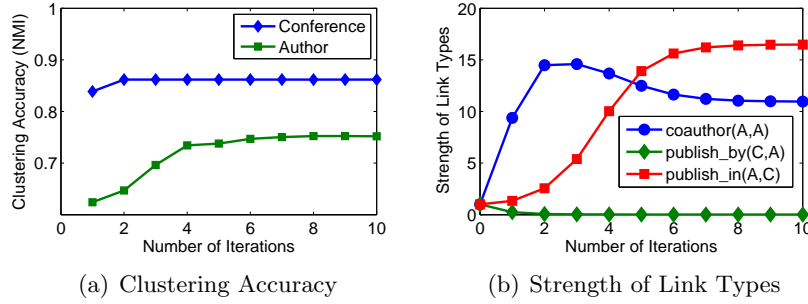 1
0.9
0.8
0.7
0 2 4 6 8 10
Clustering Accuracy (NMI)
Number of Iterations
Conference
Author
(a) Clustering Accuracy
20
15
10
5
0
0 2 4 6 8 10
Strength of Link Types
Number of Iterations
coauthor(A,A)
publish_by(C,A)
publish_in(A,C)
(b) Strength of Link Types